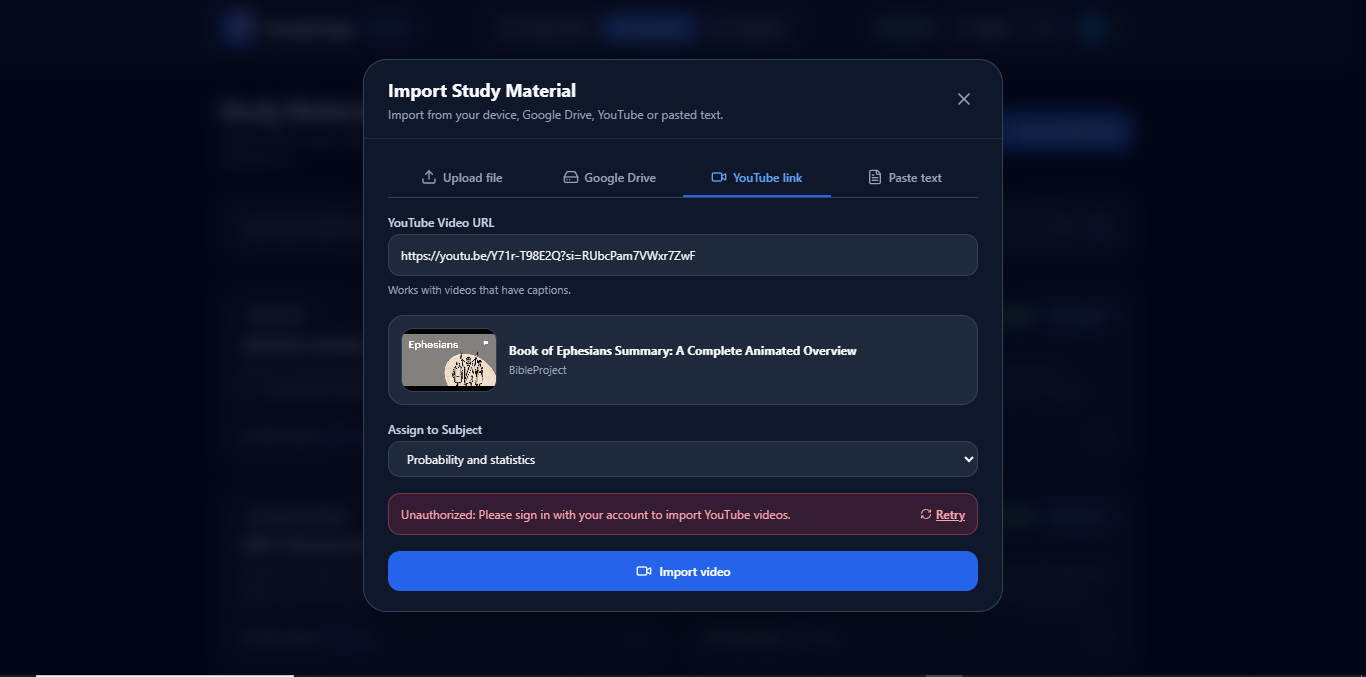 Import Study Material
Import from your device, Google Drive, YouTube or pasted text.
Upload file
Google Drive
YouTube link
Paste text
YouTube Video URL
https://youtu.be/Y71r-T98E2Q?si=RUbcPam7VWxr7ZwF
Works with videos that have captions.
Ephesians
Book of Ephesians Summary: A Complete Animated Overview
BibleProject
Assign to Subject
Probability and statistics
Unauthorized: Please sign in with your account to import YouTube videos.
Retry
Import video